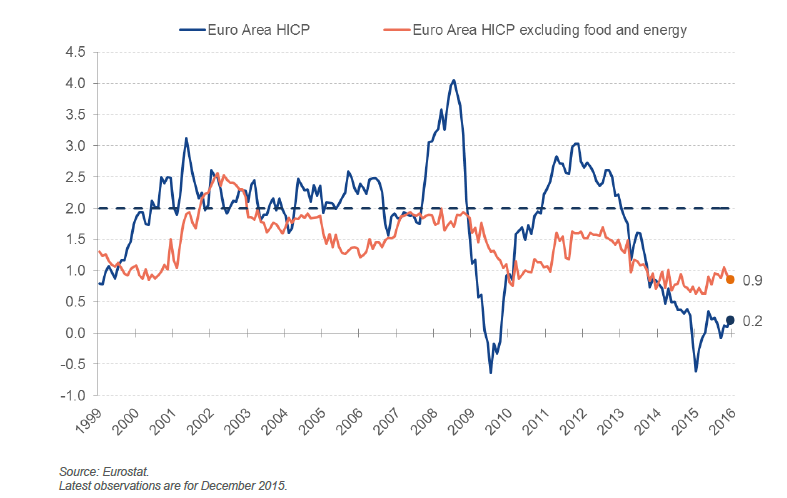 Euro Area HICP
Euro Area HICP excluding food and energy
4.5
4.0
3.5
3.0
2.5
2.0
1.5
1.0
0.5
0.0
-0.5
-1.0
0.9
0.2
1999 2000 2001 2002 2003 2004 2005 2006 2007 2008 2009 2010 2011 2012 2013 2014 2015 2016
Source: Eurostat.
Latest observations are for December 2015.